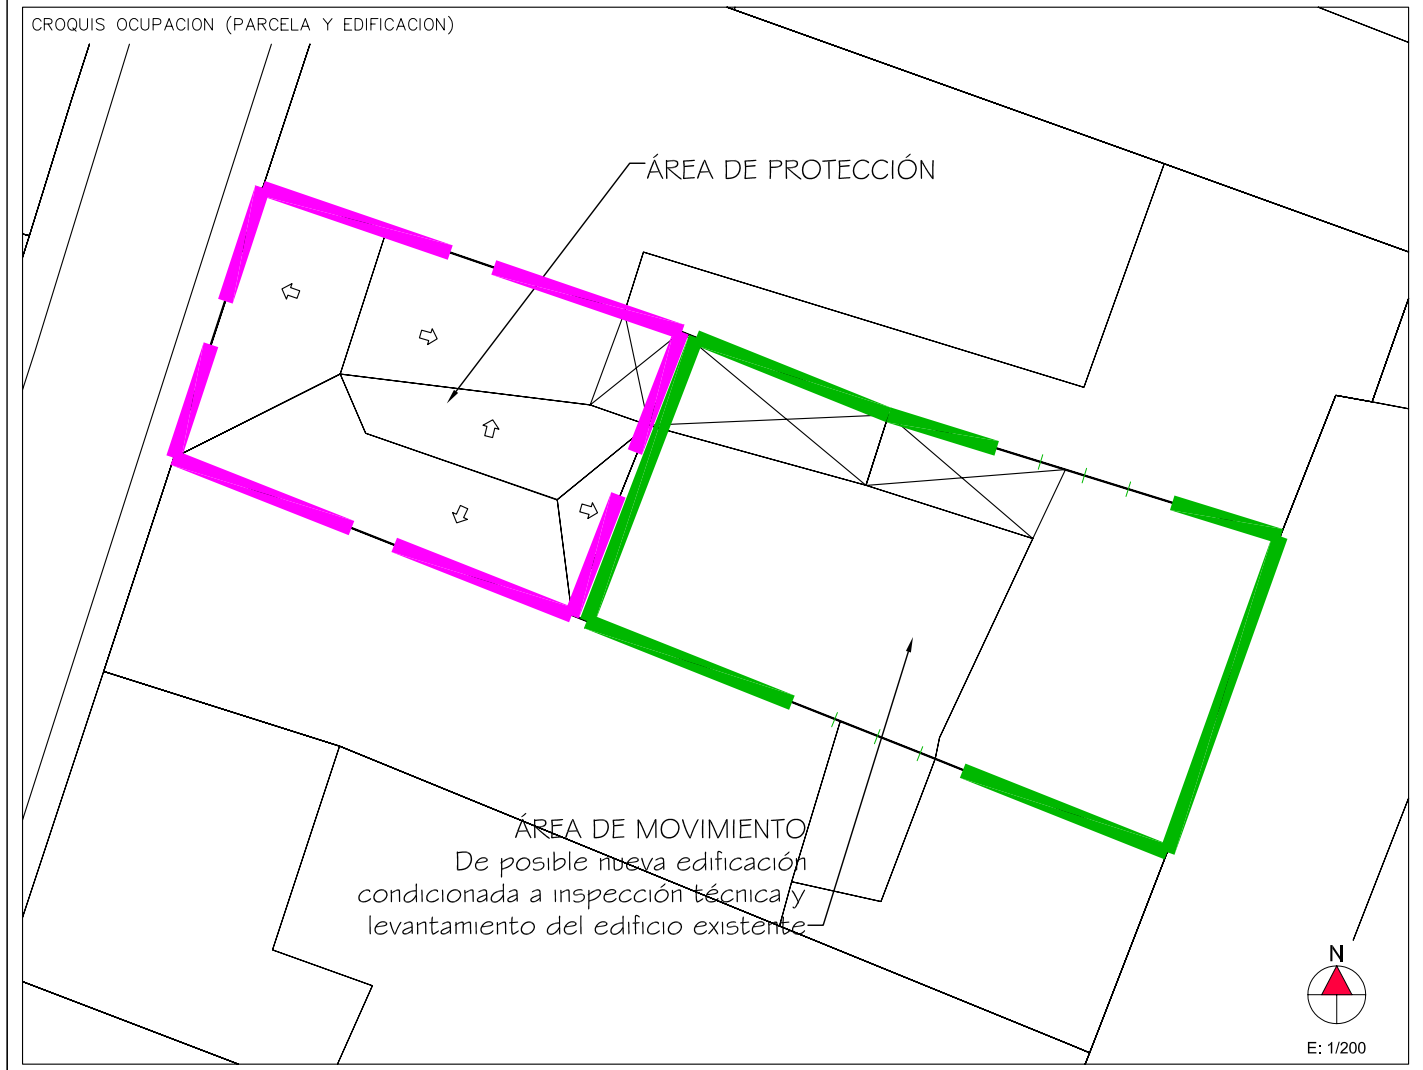 CROQUIS OCUPACION (PARCELA Y EDIFICACION)
ÁREA DE PROTECCIÓN
ÁREA DE MOVIMIENTO
De posible nueva edificación
condicionada a inspección técnica y
levantamiento del edificio existente
N
E: 1/200